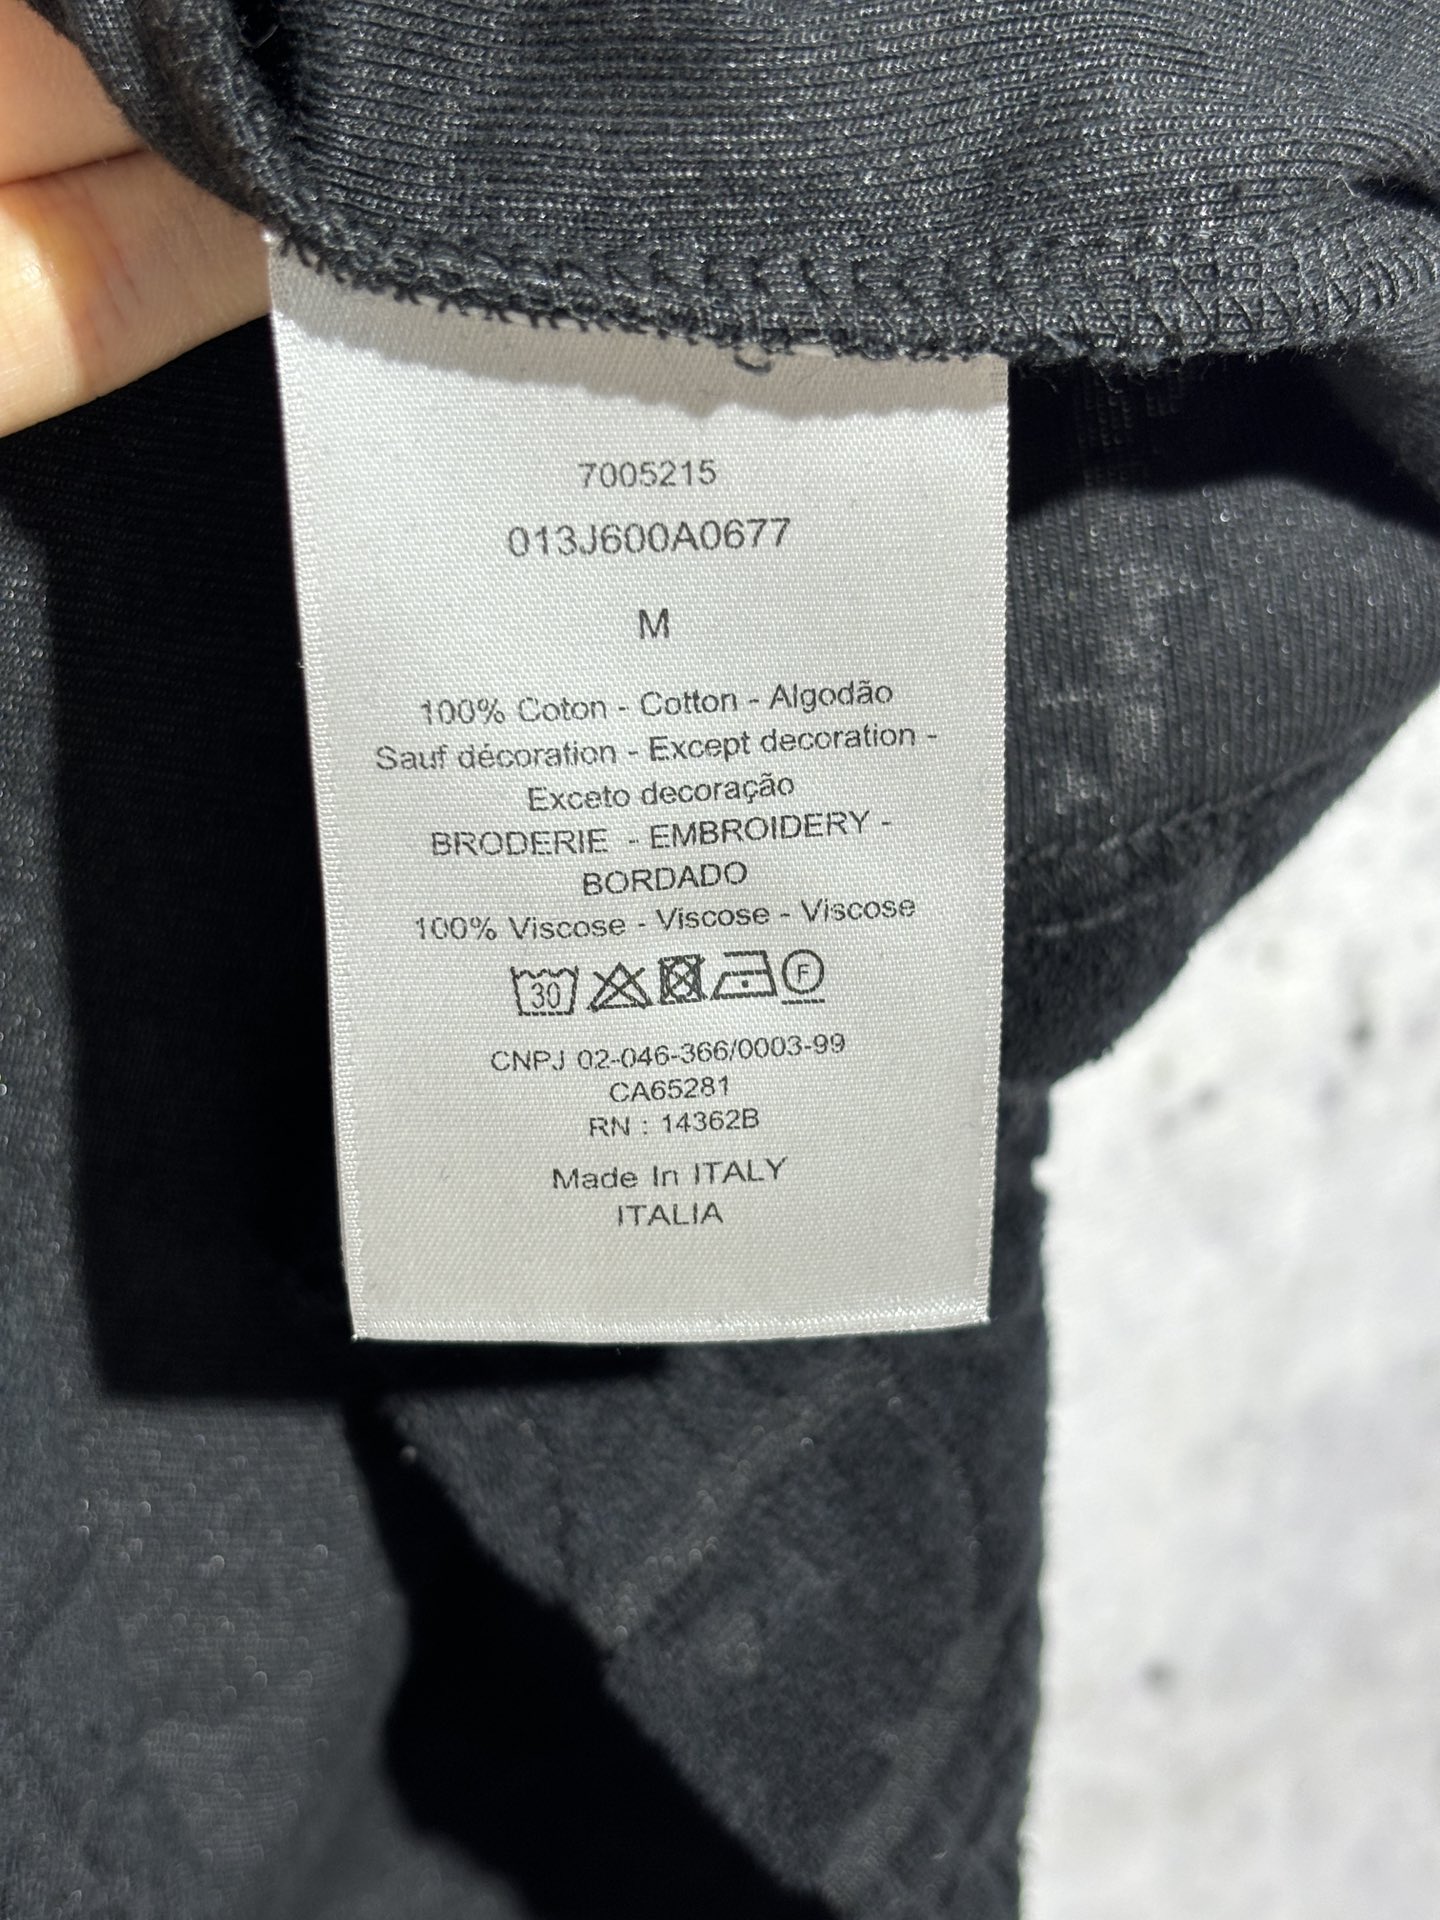 7005215
013J600A0677
M
100% Coton - Cotton - Algodão
Sauf décoration - Except decoration -
Exceto decoração
BRODERIE - EMBROIDERY -
BORDADO
100% Viscose - Viscose - Viscose
30 F
CNPJ 02-046-366/0003-99
CA65281
RN : 14362B
Made In ITALY
ITALIA